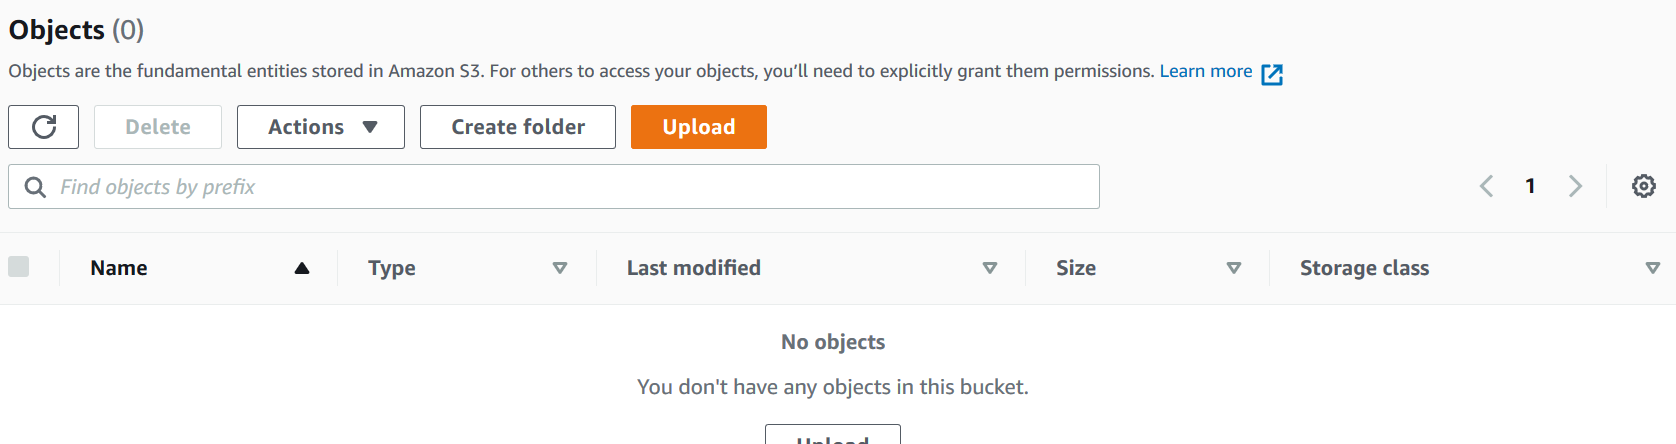 Objects (0)
Objects are the fundamental entities stored in Amazon S3. For others to access your objects, you’ll need to explicitly grant them permissions. Learn more
Delete Actions Create folder Upload
Find objects by prefix 1
Name Type Last modified Size Storage class
No objects
You don't have any objects in this bucket.
Upload